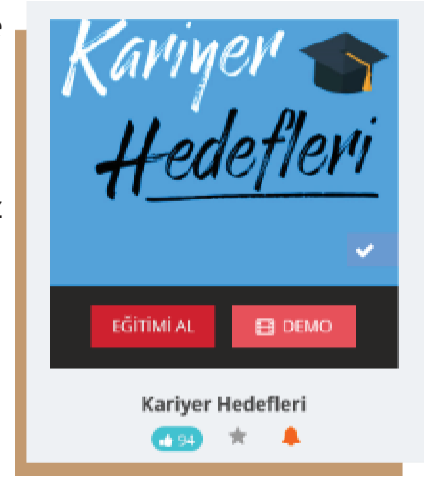 Kariyer
Hedefleri
EĞİTİMİ AL
DEMO
Kariyer Hedefleri
94